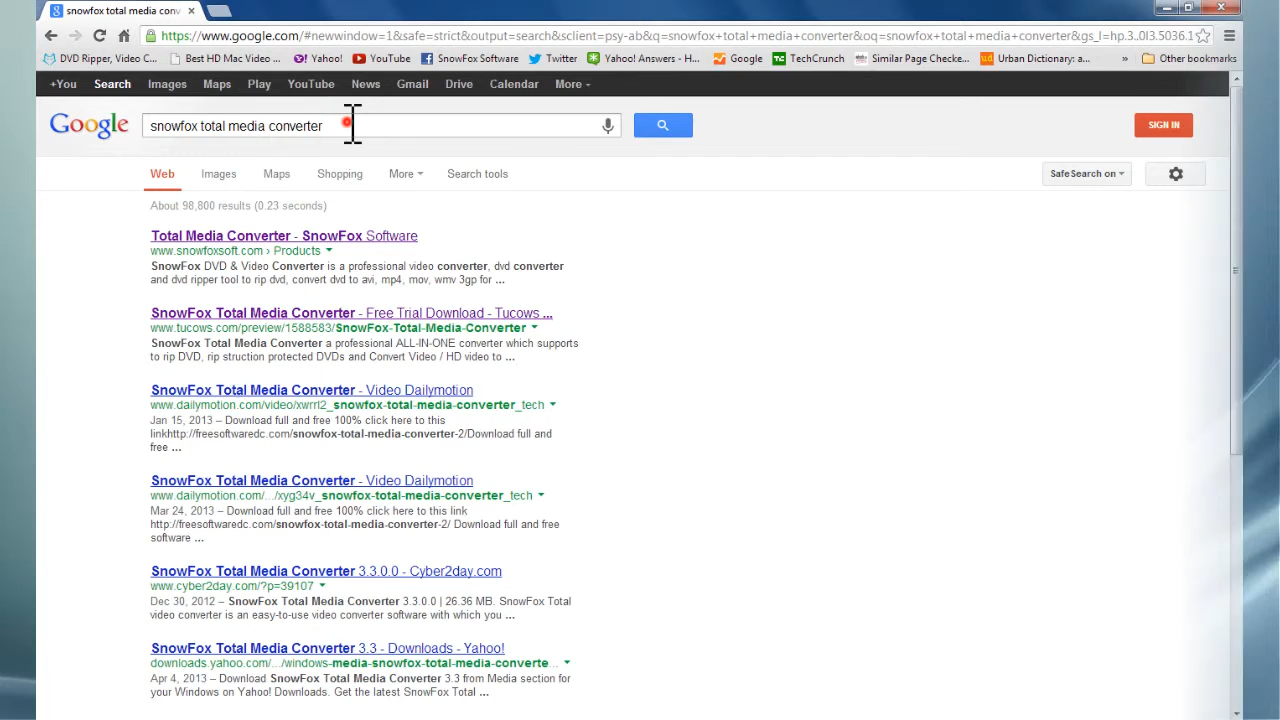 snowfox total media conv
https://www.google.com/#newwindow=1&safe=strict&output=search&sclient=psy-ab&q=snowfox+total+media+converter&oq=snowfox+total+media+converter&gs_l=hp.3..0l3.5036.1
DVD Ripper, Video C... Best HD Mac Video ... Yahoo! YouTube SnowFox Software Twitter Yahoo! Answers - H... Google TechCrunch Similar Page Checke... Urban Dictionary: a... » Other bookmarks
+You Search Images Maps Play YouTube News Gmail Drive Calendar More
Google snowfox total media converter SIGN IN
Web Images Maps Shopping More Search tools SafeSearch on
About 98,800 results (0.23 seconds)
Total Media Converter - SnowFox Software
www.snowfoxsoft.com › Products
SnowFox DVD & Video Converter is a professional video converter, dvd converter
and dvd ripper tool to rip dvd, convert dvd to avi, mp4, mov, wmv 3gp for ...
SnowFox Total Media Converter - Free Trial Download - Tucows ...
www.tucows.com/preview/1588583/SnowFox-Total-Media-Converter
SnowFox Total Media Converter a professional ALL-IN-ONE converter which supports
to rip DVD, rip struction protected DVDs and Convert Video / HD video to ...
SnowFox Total Media Converter - Video Dailymotion
www.dailymotion.com/video/xwrrl2_snowfox-total-media-converter_tech
Jan 15, 2013 – Download full and free 100% click here to this
linkhttp://freesoftwaredc.com/snowfox-total-media-converter-2/Download full and
free ...
SnowFox Total Media Converter - Video Dailymotion
www.dailymotion.com/.../xyg34v_snowfox-total-media-converter_tech
Mar 24, 2013 – Download full and free 100% click here to this link
http://freesoftwaredc.com/snowfox-total-media-converter-2/ Download full and free
software ...
SnowFox Total Media Converter 3.3.0.0 - Cyber2day.com
www.cyber2day.com/?p=39107
Dec 30, 2012 – SnowFox Total Media Converter 3.3.0.0 | 26.36 MB. SnowFox Total
video converter is an easy-to-use video converter software with which you ...
SnowFox Total Media Converter 3.3 - Downloads - Yahoo!
downloads.yahoo.com/.../windows-media-snowfox-total-media-converte...
Apr 4, 2013 – Download SnowFox Total Media Converter 3.3 from Media section for
your Windows on Yahoo! Downloads. Get the latest SnowFox Total ...